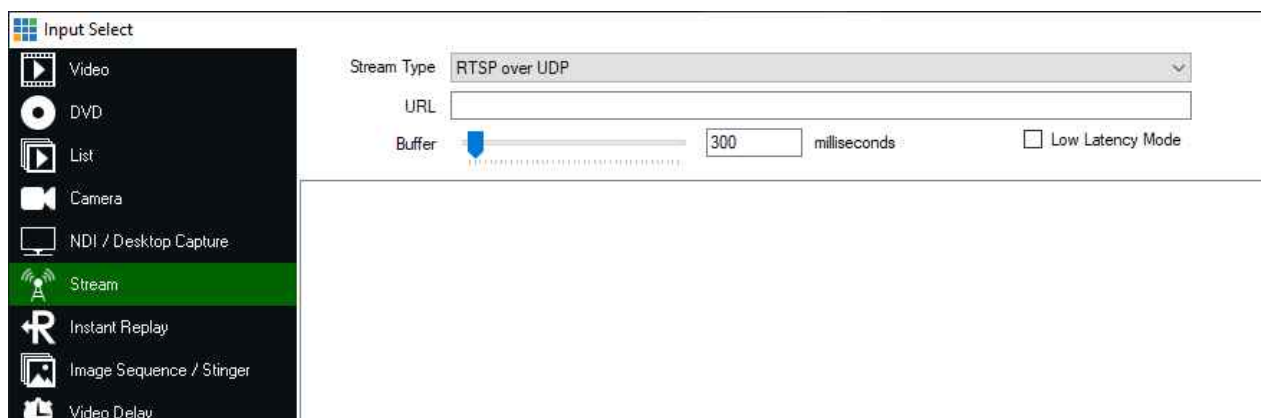 Input Select
Video
DVD
List
Camera
NDI / Desktop Capture
Stream
Instant Replay
Image Sequence / Stinger
Video Delay
Stream Type RTSP over UDP
URL
Buffer 300 milliseconds Low Latency Mode